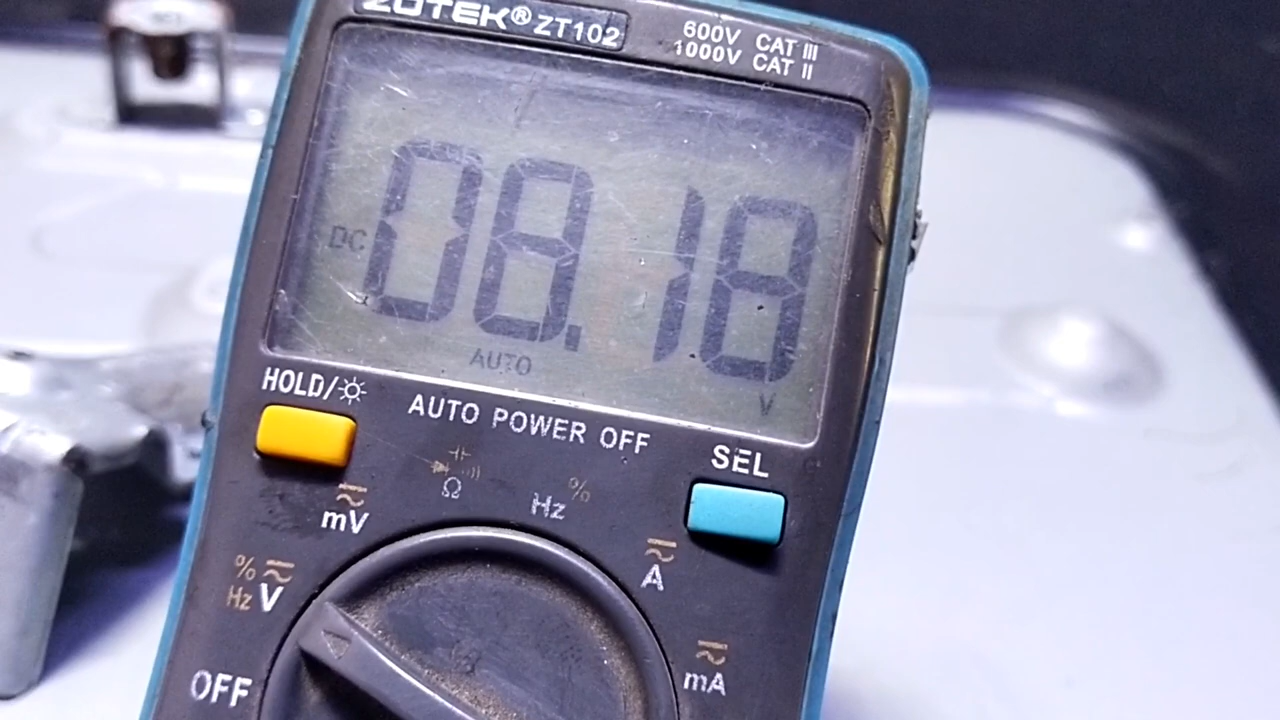 ZOTEK® ZT102
600V CAT III
1000V CAT II
DC 08.18 V
AUTO
HOLD/
AUTO POWER OFF
SEL
mV
Ω
Hz %
A
% Hz V
mA
OFF